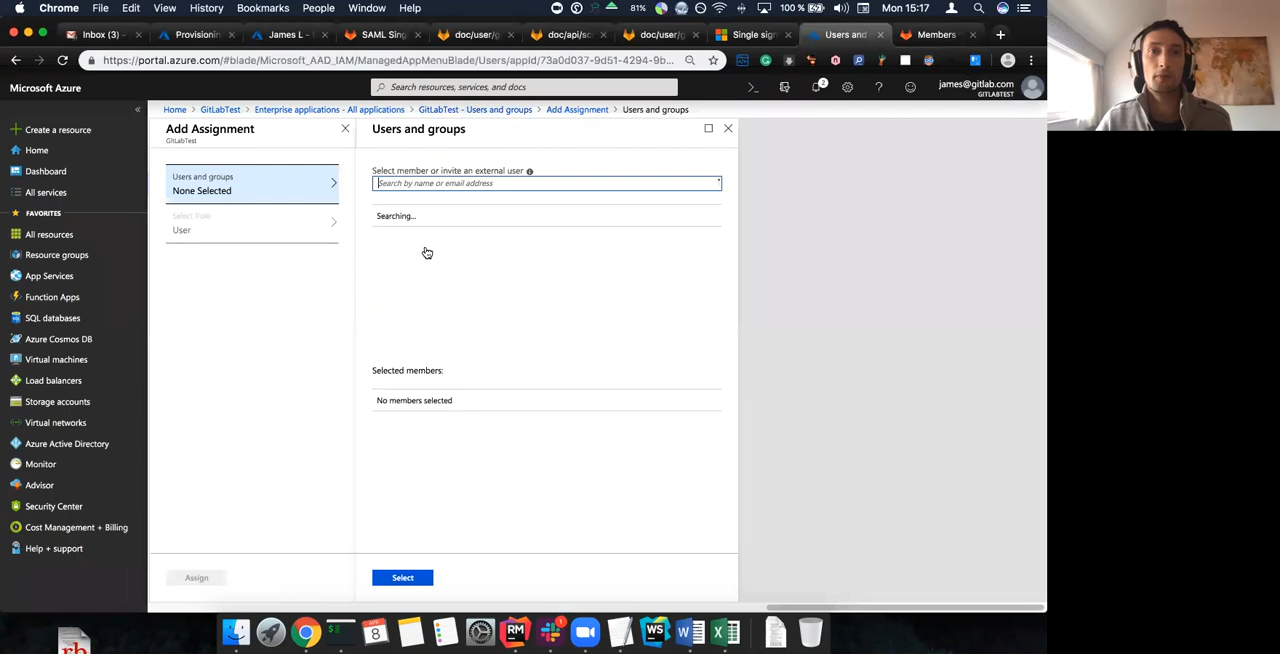 Chrome File Edit View History Bookmarks People Window Help 81% 100 % Mon 15:17
Inbox (3) – Provisionin James L - SAML Sing doc/user/g doc/api/sc doc/user/g Single sign Users and Members
https://portal.azure.com/#blade/Microsoft_AAD_IAM/ManagedAppMenuBlade/Users/appId/73a0d037-9d51-4294-9b...
Microsoft Azure
Search resources, services, and docs
2
james@gitlab.com
GITLABTEST
Home > GitLabTest > Enterprise applications - All applications > GitLabTest - Users and groups > Add Assignment > Users and groups
Create a resource
Home
Dashboard
All services
FAVORITES
All resources
Resource groups
App Services
Function Apps
SQL databases
Azure Cosmos DB
Virtual machines
Load balancers
Storage accounts
Virtual networks
Azure Active Directory
Monitor
Advisor
Security Center
Cost Management + Billing
Help + support
Add Assignment
GitLabTest
Users and groups
None Selected
Select Role
User
Assign
Users and groups
Select member or invite an external user
Search by name or email address
Searching...
Selected members:
No members selected
Select
APR
8
RM
1
WS
W
X
rb